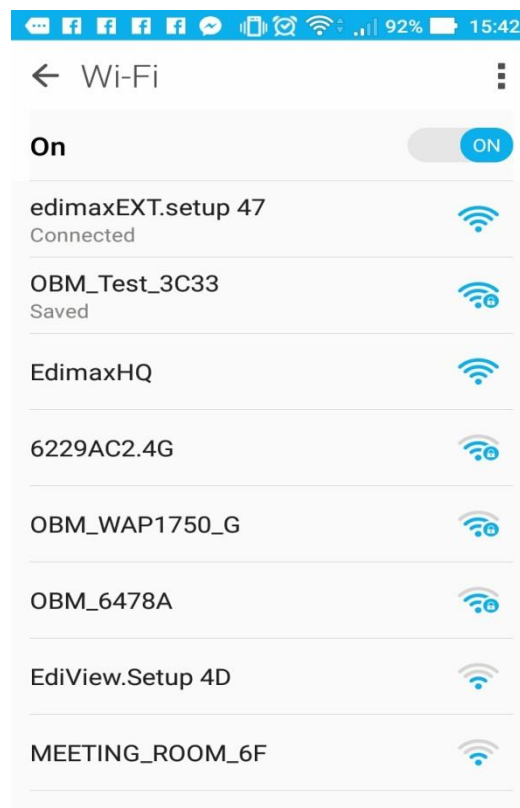 92% 15:42
Wi-Fi
On ON
edimaxEXT.setup 47
Connected
OBM_Test_3C33
Saved
EdimaxHQ
6229AC2.4G
OBM_WAP1750_G
OBM_6478A
EdiView.Setup 4D
MEETING_ROOM_6F